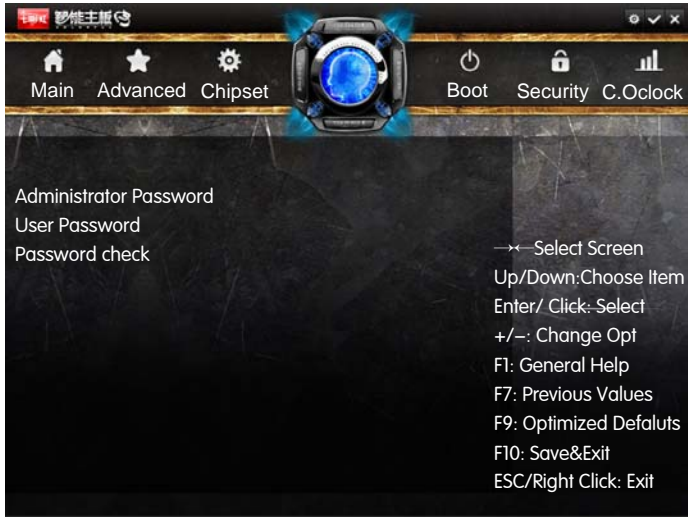 七彩虹 智能主板
Main Advanced Chipset Boot Security C.Oclock
Administrator Password
User Password
Password check
→←Select Screen
Up/Down:Choose Item
Enter/ Click: Select
+/–: Change Opt
F1: General Help
F7: Previous Values
F9: Optimized Defaluts
F10: Save&Exit
ESC/Right Click: Exit